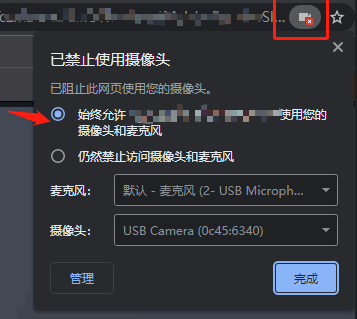 已禁止使用摄像头
已阻止此网页使用您的摄像头。
始终允许 使用您的
摄像头和麦克风
仍然禁止访问摄像头和麦克风
麦克风： 默认 - 麦克风 (2- USB Microph...
摄像头： USB Camera (0c45:6340)
管理 完成